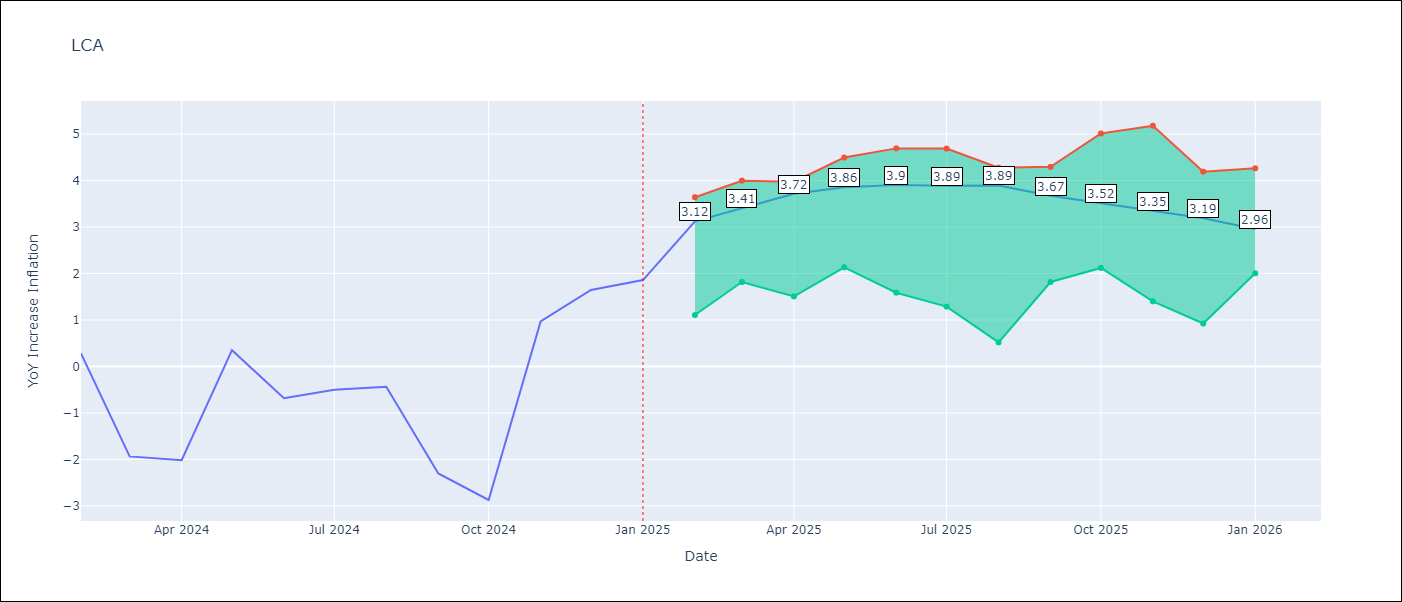 LCA
YoY Increase Inflation
5
4
3
2
1
0
−1
−2
−3
3.12
3.41
3.72
3.86
3.9
3.89
3.89
3.67
3.52
3.35
3.19
2.96
Apr 2024
Jul 2024
Oct 2024
Jan 2025
Apr 2025
Jul 2025
Oct 2025
Jan 2026
Date